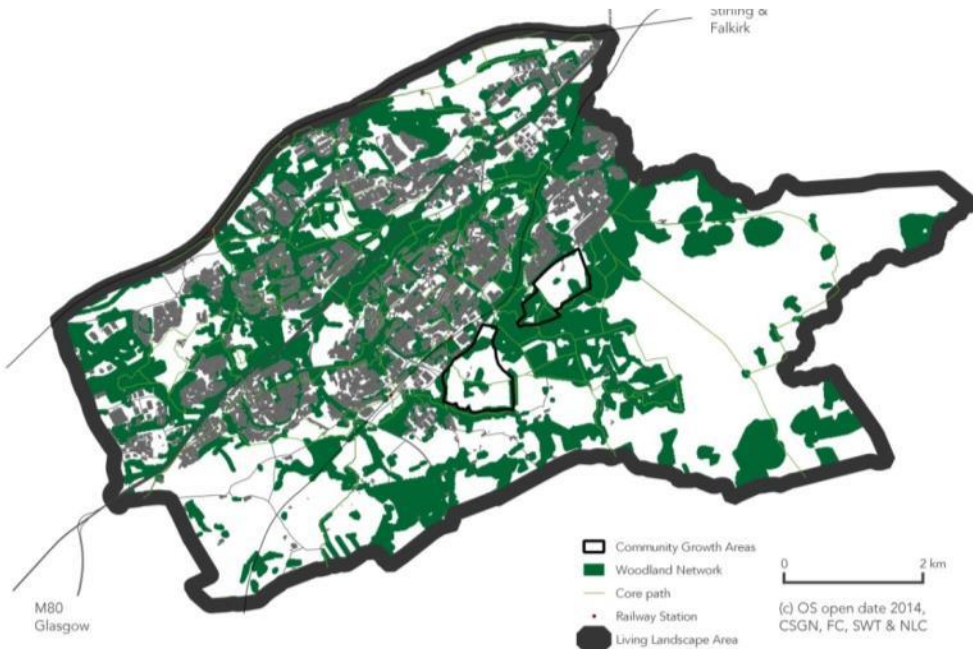 Stirling &
Falkirk
Community Growth Areas
Woodland Network
Core path
Railway Station
Living Landscape Area
0 2 km
(c) OS open date 2014,
CSGN, FC, SWT & NLC
M80
Glasgow